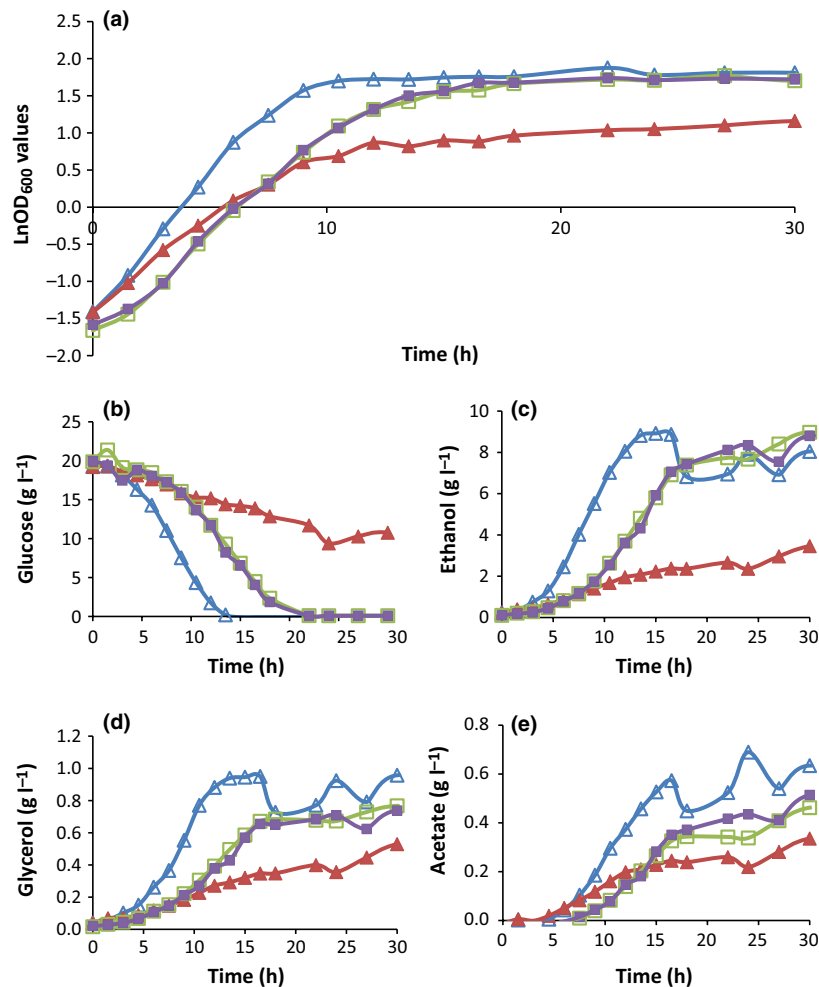 (a)
2.5
2.0
1.5
1.0
0.5
0.0
−0.5
−1.0
−1.5
−2.0
LnOD600 values
0 10 20 30
Time (h)
(b)
25
20
15
10
5
0
Glucose (g l–1)
0 5 10 15 20 25 30
Time (h)
(c)
10
8
6
4
2
0
Ethanol (g l–1)
0 5 10 15 20 25 30
Time (h)
(d)
1.2
1.0
0.8
0.6
0.4
0.2
0.0
Glycerol (g l–1)
0 5 10 15 20 25 30
Time (h)
(e)
0.8
0.6
0.4
0.2
0.0
Acetate (g l–1)
0 5 10 15 20 25 30
Time (h)